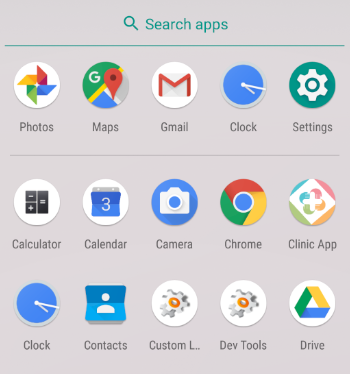 Search apps
Photos Maps Gmail Clock Settings
Calculator Calendar Camera Chrome Clinic App
Clock Contacts Custom L.. Dev Tools Drive